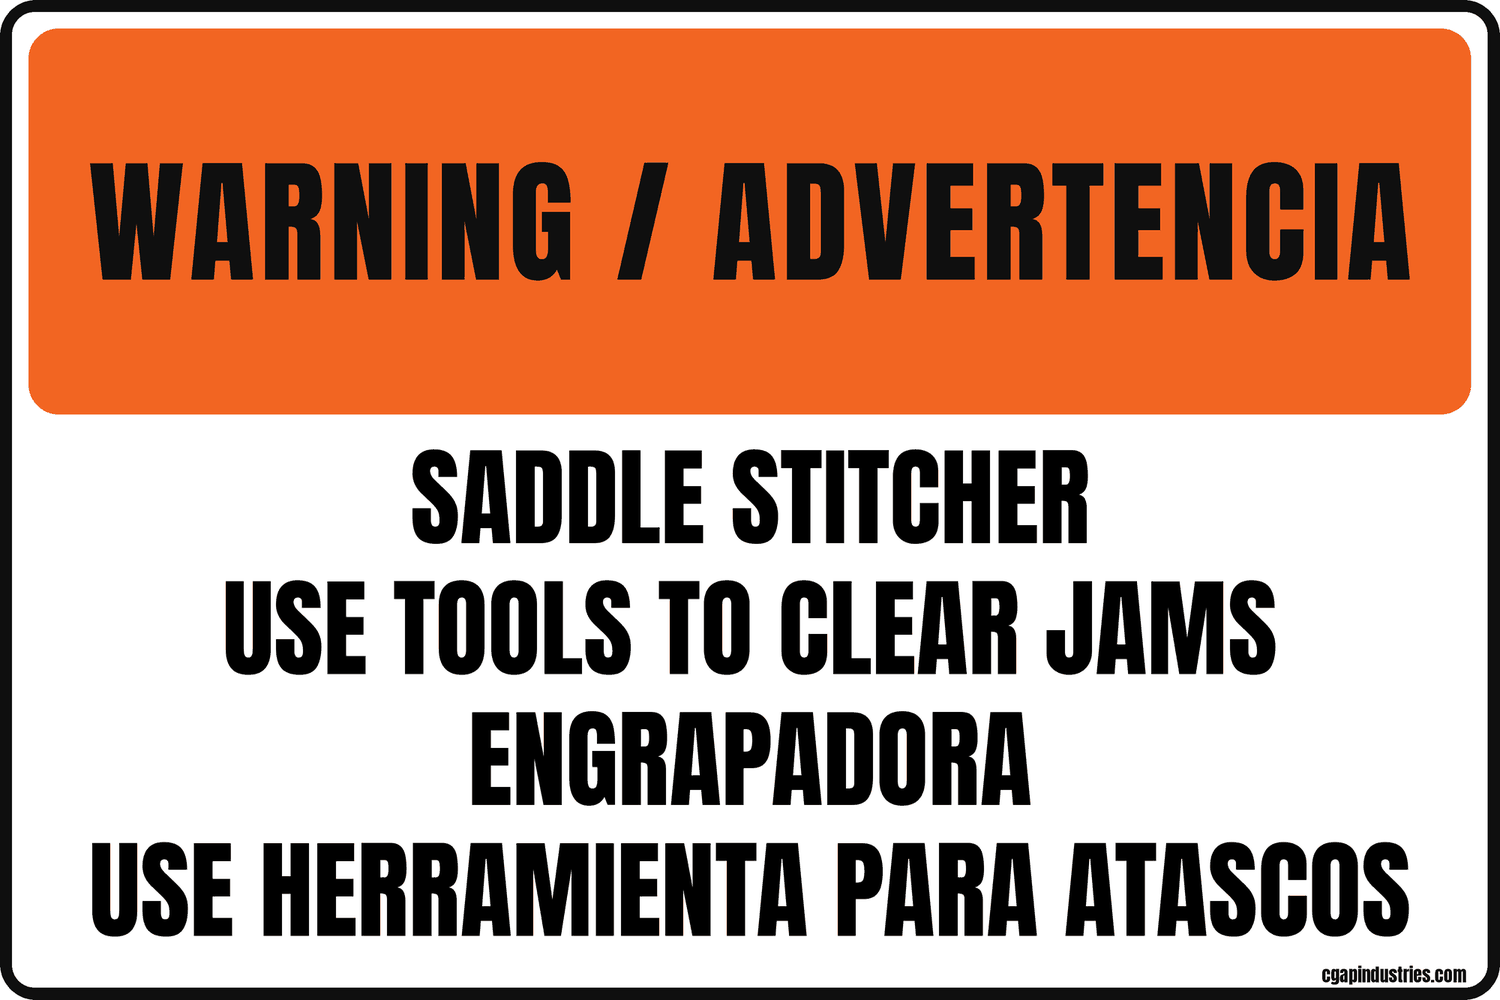 WARNING / ADVERTENCIA
SADDLE STITCHER
USE TOOLS TO CLEAR JAMS
ENGRAPADORA
USE HERRAMIENTA PARA ATASCOS
cgapindustries.com